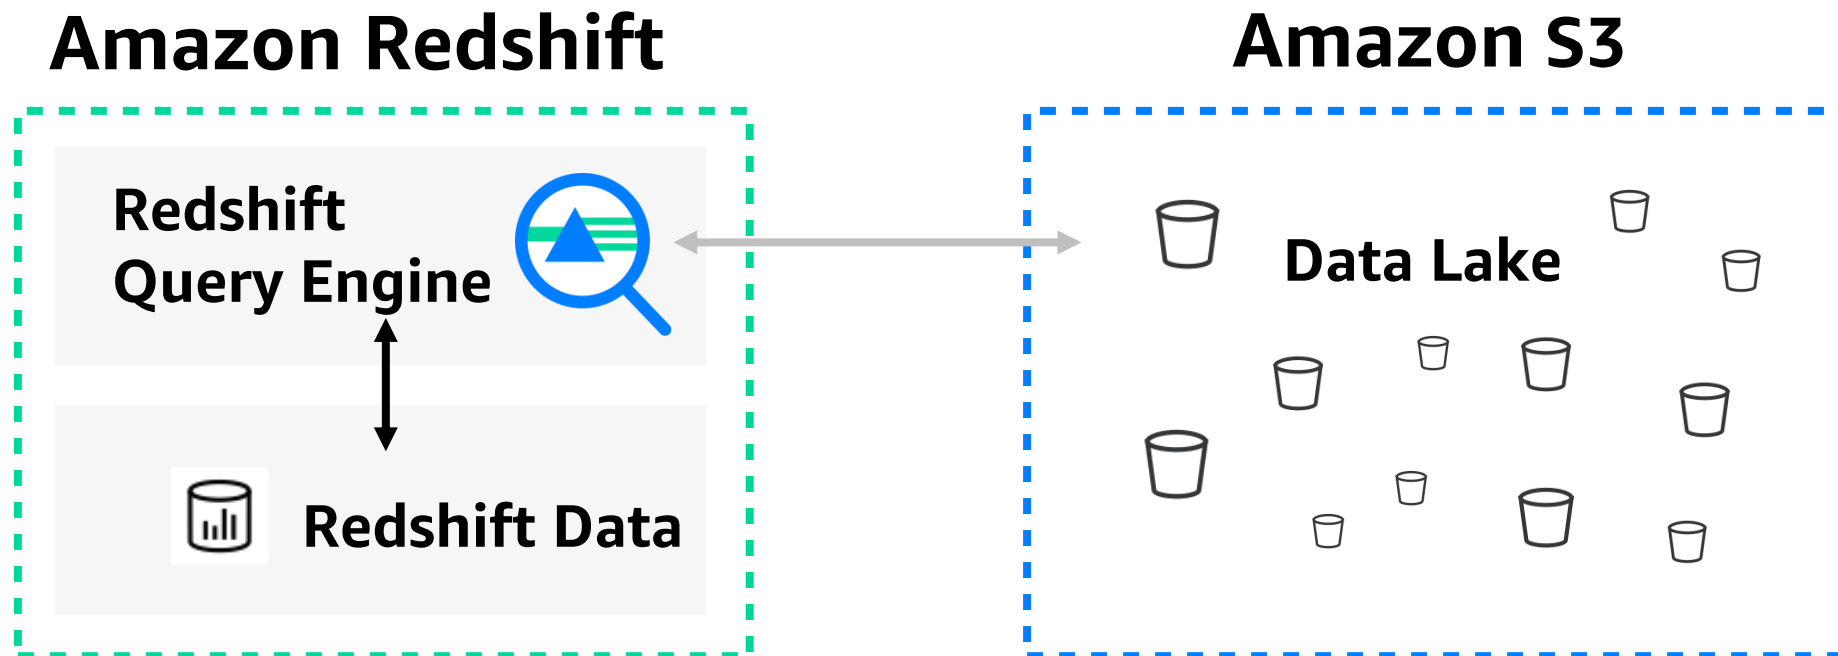 Amazon Redshift
Amazon S3
Redshift
Query Engine
Data Lake
Redshift Data